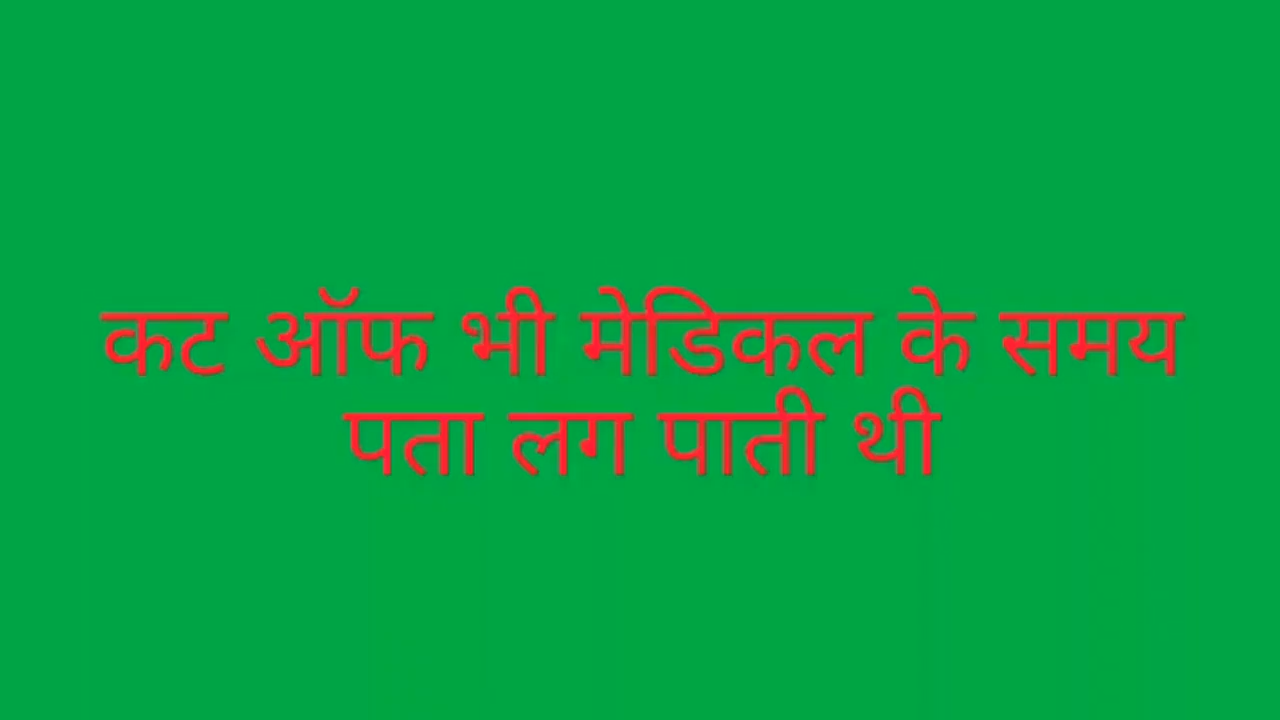 कट ऑफ भी मेडिकल के समय
पता लग पाती थी